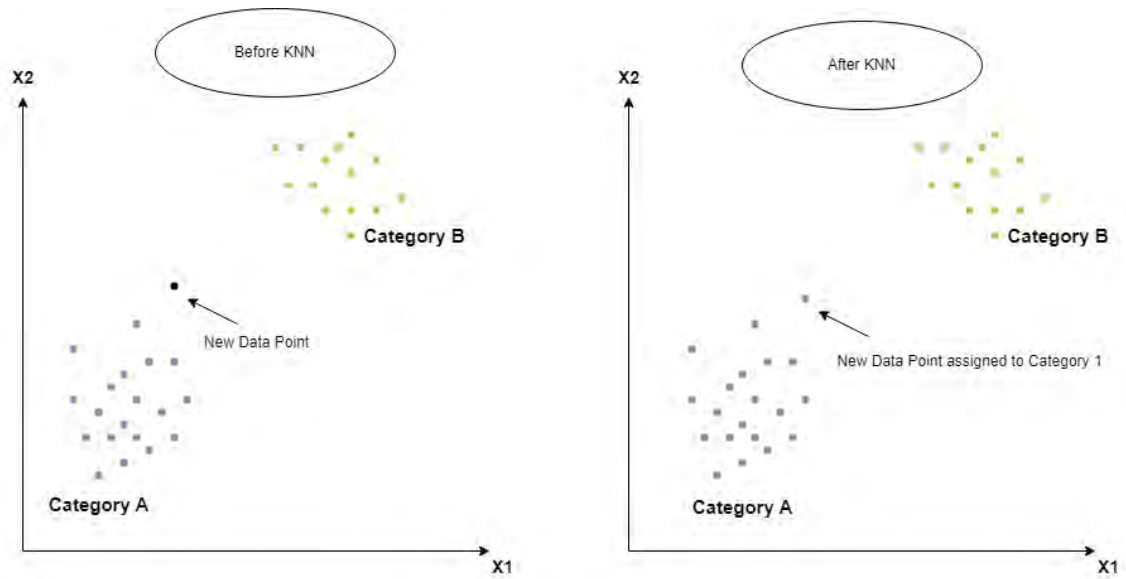 Before KNN
X2
Category B
New Data Point
Category A
X1
After KNN
X2
Category B
New Data Point assigned to Category 1
Category A
X1